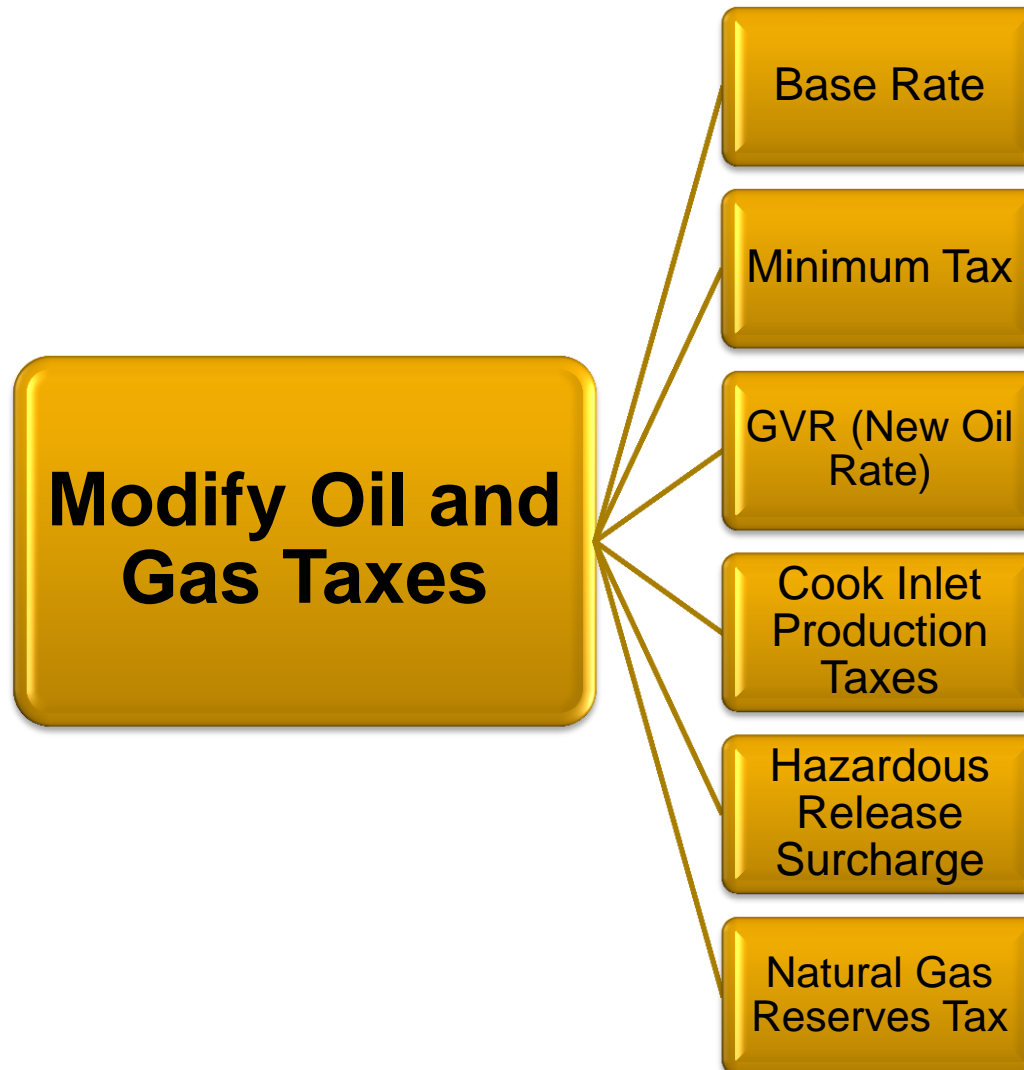 Modify Oil and
Gas Taxes
Base Rate
Minimum Tax
GVR (New Oil
Rate)
Cook Inlet
Production
Taxes
Hazardous
Release
Surcharge
Natural Gas
Reserves Tax